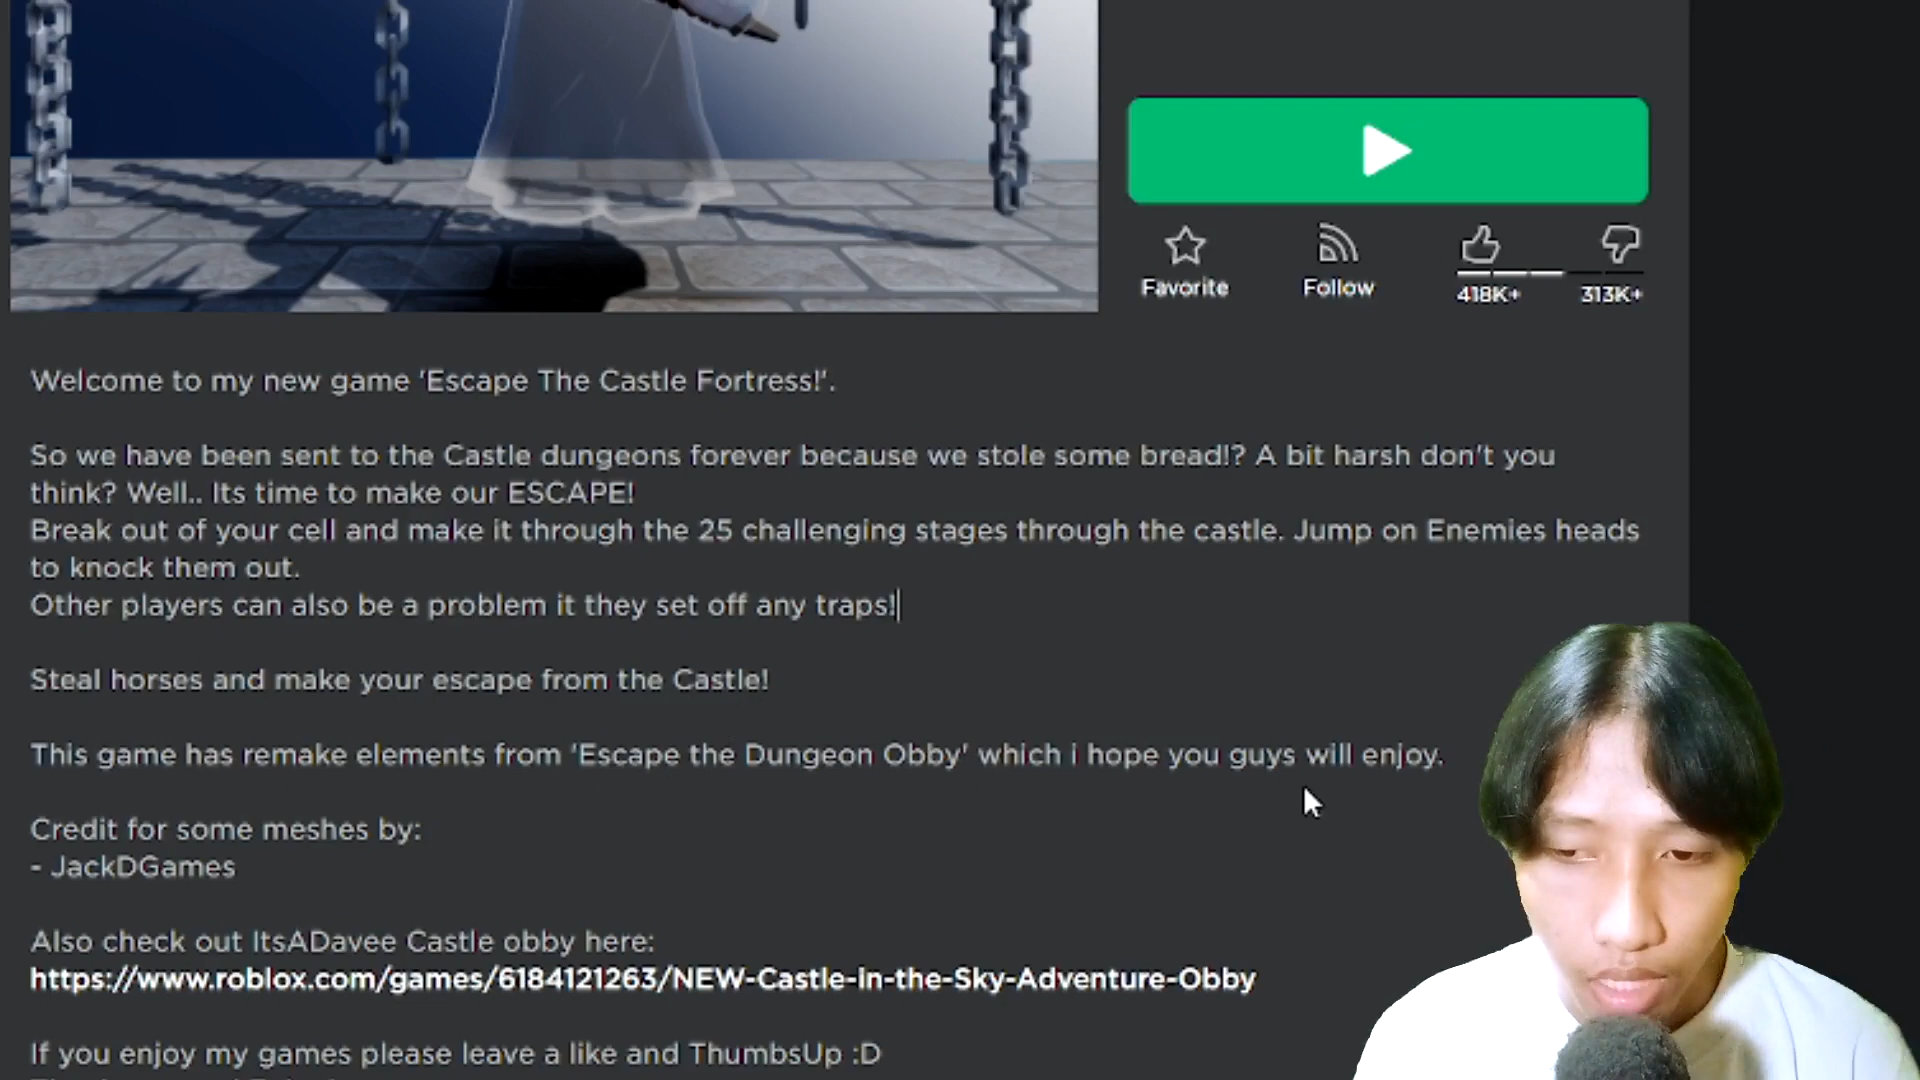 Favorite
Follow
418K+
313K+
Welcome to my new game 'Escape The Castle Fortress!'.
So we have been sent to the Castle dungeons forever because we stole some bread!? A bit harsh don't you
think? Well.. Its time to make our ESCAPE!
Break out of your cell and make it through the 25 challenging stages through the castle. Jump on Enemies heads
to knock them out.
Other players can also be a problem it they set off any traps!
Steal horses and make your escape from the Castle!
This game has remake elements from 'Escape the Dungeon Obby' which i hope you guys will enjoy.
Credit for some meshes by:
- JackDGames
Also check out ItsADavee Castle obby here:
https://www.roblox.com/games/6184121263/NEW-Castle-in-the-Sky-Adventure-Obby
If you enjoy my games please leave a like and ThumbsUp :D